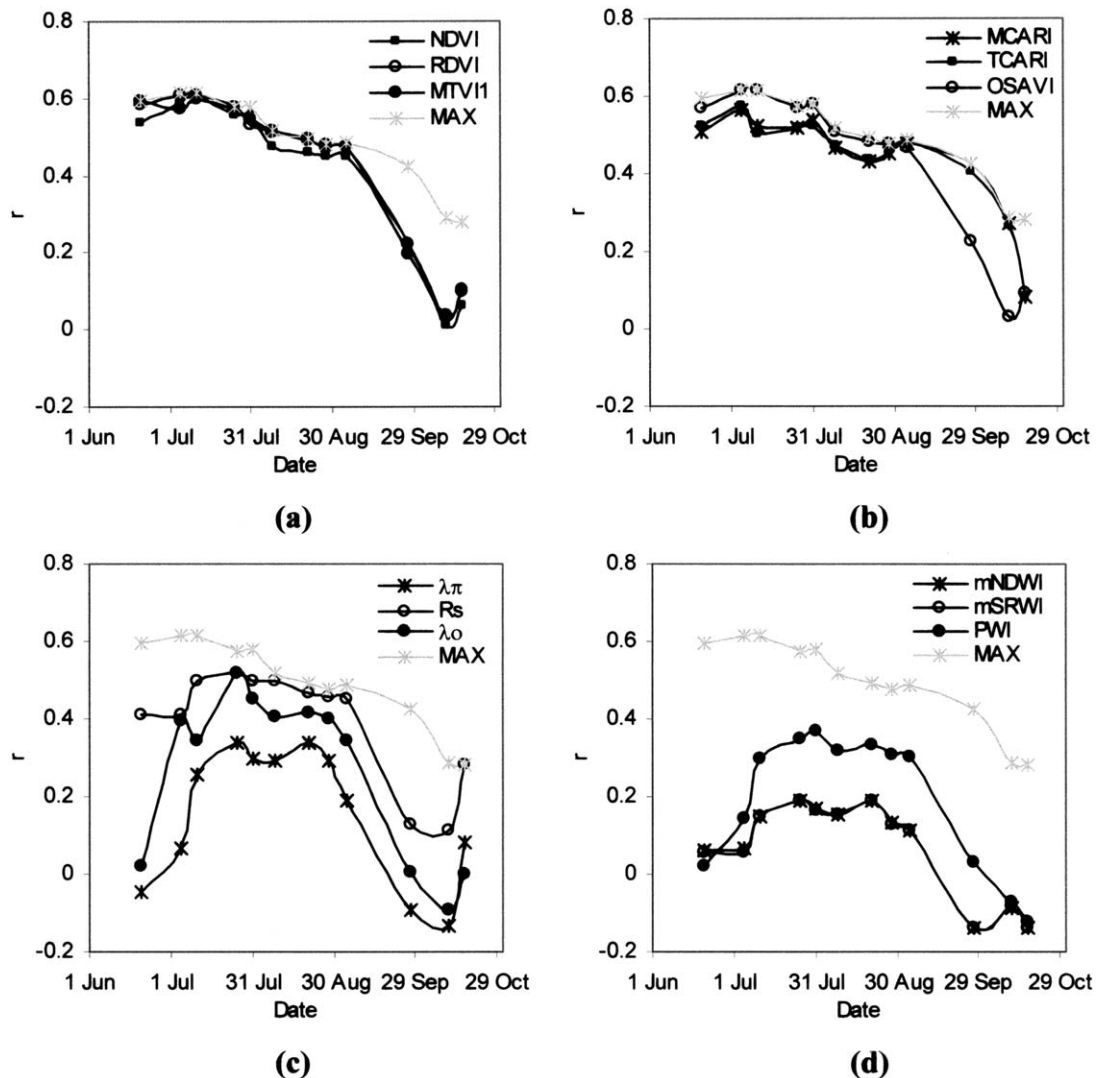 0.8
0.6
0.4
0.2
0
-0.2
r
NDVI
RDVI
MTVI1
MAX
1 Jun 1 Jul 31 Jul 30 Aug 29 Sep 29 Oct
Date
(a)
0.8
0.6
0.4
0.2
0
-0.2
r
MCARI
TCARI
OSAVI
MAX
1 Jun 1 Jul 31 Jul 30 Aug 29 Sep 29 Oct
Date
(b)
0.8
0.6
0.4
0.2
0
-0.2
r
λπ
Rs
λο
MAX
1 Jun 1 Jul 31 Jul 30 Aug 29 Sep 29 Oct
Date
(c)
0.8
0.6
0.4
0.2
0
-0.2
r
mNDWI
mSRWI
PWI
MAX
1 Jun 1 Jul 31 Jul 30 Aug 29 Sep 29 Oct
Date
(d)